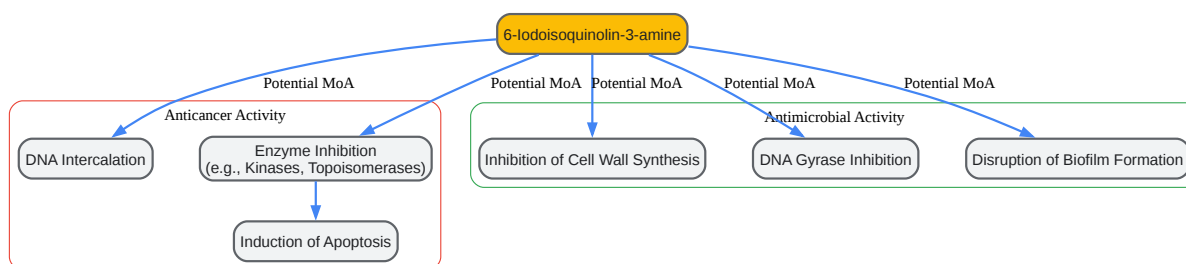 6-Iodoisoquinolin-3-amine
Potential MoA
Potential MoA
Potential MoA
Potential MoA
Potential MoA
Anticancer Activity
Antimicrobial Activity
DNA Intercalation
Enzyme Inhibition
(e.g., Kinases, Topoisomerases)
Inhibition of Cell Wall Synthesis
DNA Gyrase Inhibition
Disruption of Biofilm Formation
Induction of Apoptosis